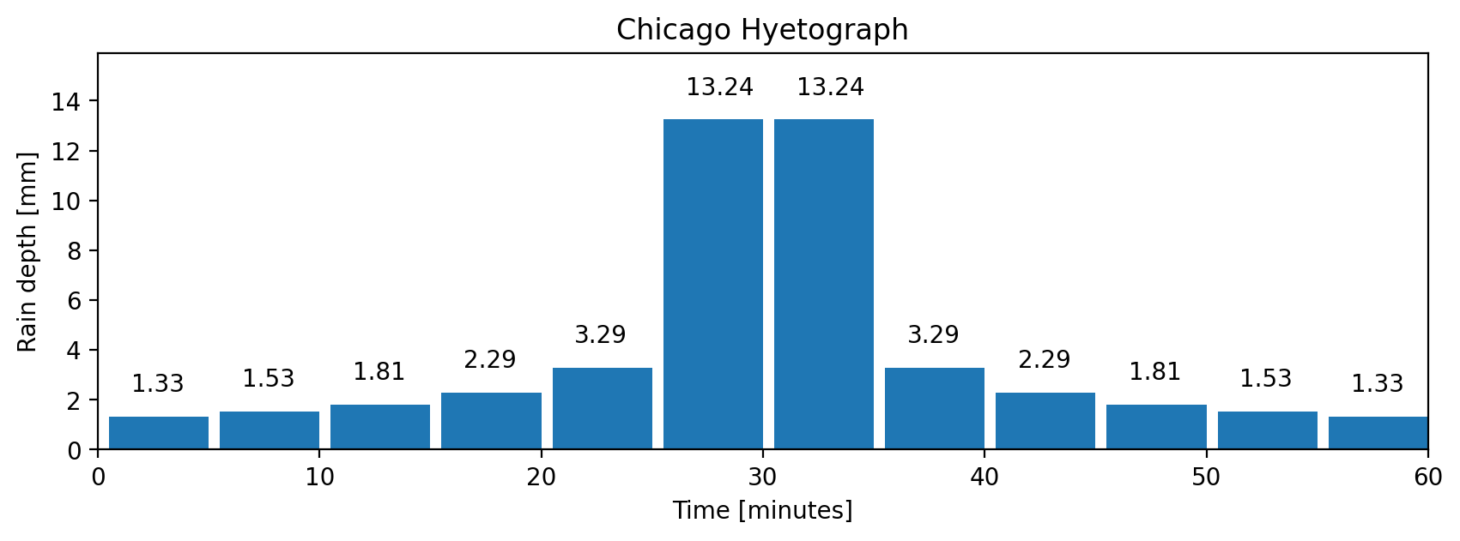 Chicago Hyetograph
13.24 13.24
14
12
10
8
6
4
2
0
Rain depth [mm]
1.33 1.53 1.81 2.29 3.29 3.29 2.29 1.81 1.53 1.33
0 10 20 30 40 50 60
Time [minutes]